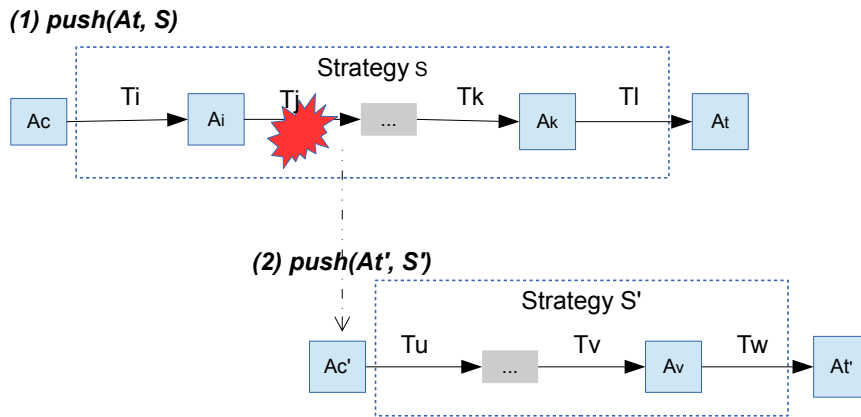 (1) push(At, S)
Strategy S
Ac
Ti
Ai
Tj
...
Tk
Ak
Tl
At
(2) push(At', S')
Strategy S'
Ac'
Tu
...
Tv
Av
Tw
At'